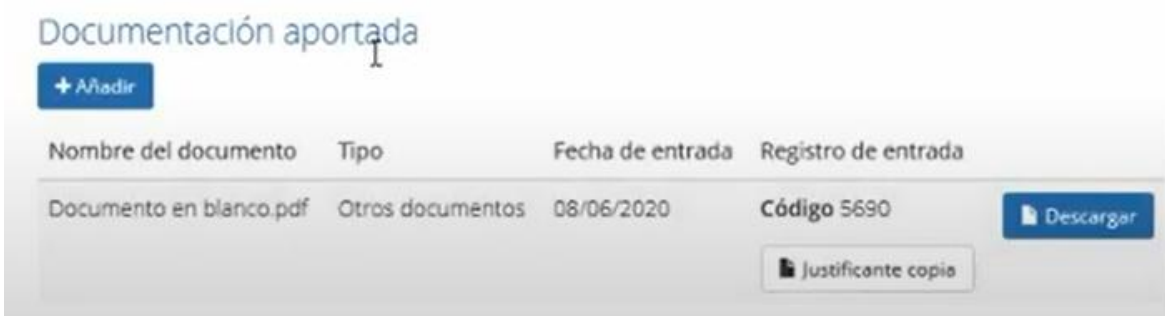 Documentación aportada
+ Añadir
Nombre del documento Tipo Fecha de entrada Registro de entrada
Documento en blanco.pdf Otros documentos 08/06/2020 Código 5690 Descargar
Justificante copia